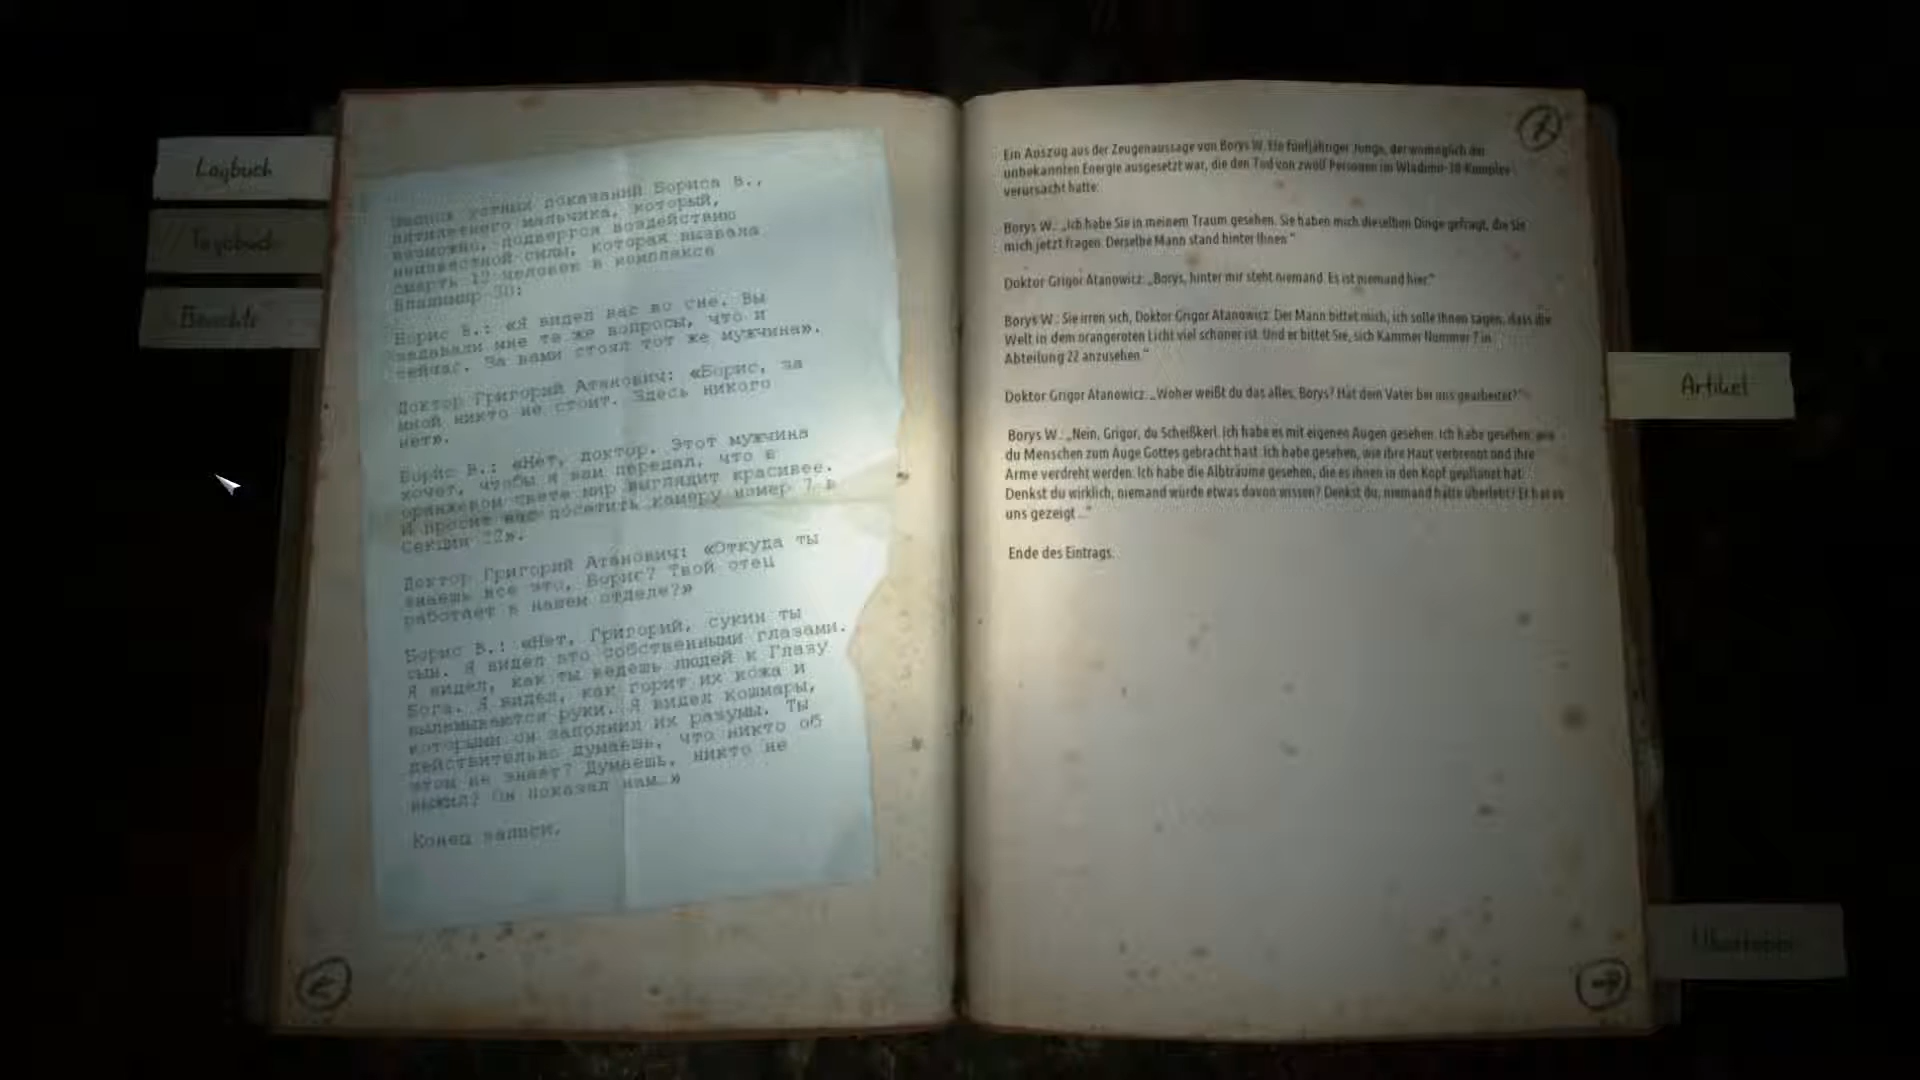 Logbuch
Tagebuch
Berichte
Запись устных показаний Бориса В.,
пятилетнего мальчика, который,
возможно, подвергся воздействию
неизвестной силы, которая вызвала
смерть 12 человек в комплексе
Владимир-30:
Борис В.: «Я видел вас во сне. Вы
задавали мне те же вопросы, что и
сейчас. За вами стоял тот же мужчина».
Доктор Григорий Атанович: «Борис, за
мной никто не стоит. Здесь никого
нет».
Борис В.: «Нет, доктор. Этот мужчина
хочет, чтобы я вам передал, что в
оранжевом свете мир выглядит красивее.
И просит вас посетить камеру номер 7 в
Секции 22».
Доктор Григорий Атанович: «Откуда ты
знаешь все это, Борис? Твой отец
работает в нашем отделе?»
Борис В.: «Нет, Григорий, сукин ты
сын. Я видел это собственными глазами.
Я видел, как ты ведешь людей к Глазу
Бога. Я видел, как горит их кожа и
выламываются руки. Я видел кошмары,
которыми он заполнил их разумы. Ты
действительно думаешь, что никто об
этом не знает? Думаешь, никто не
выжил? Он показал нам…»
Конец записи.
Ein Auszug aus der Zeugenaussage von Borys W. Ein fünfjähriger Junge, der womöglich der
unbekannten Energie ausgesetzt war, die den Tod von zwölf Personen im Wladimir-30-Komplex
verursacht hatte:
Borys W.: „Ich habe Sie in meinem Traum gesehen. Sie haben mich dieselben Dinge gefragt, die Sie
mich jetzt fragen. Derselbe Mann stand hinter Ihnen."
Doktor Grigor Atanowicz: „Borys, hinter mir steht niemand. Es ist niemand hier."
Borys W.: Sie irren sich, Doktor Grigor Atanowicz. Der Mann bittet mich, ich solle Ihnen sagen, dass die
Welt in dem orangeroten Licht viel schöner ist. Und er bittet Sie, sich Kammer Nummer 7 in
Abteilung 22 anzusehen."
Doktor Grigor Atanowicz: „Woher weißt du das alles, Borys? Hat dein Vater bei uns gearbeitet?"
Borys W.: „Nein, Grigor, du Scheißkerl. Ich habe es mit eigenen Augen gesehen. Ich habe gesehen, wie
du Menschen zum Auge Gottes gebracht hast. Ich habe gesehen, wie ihre Haut verbrennt und ihre
Arme verdreht werden. Ich habe die Albträume gesehen, die es ihnen in den Kopf gepflanzt hat.
Denkst du wirklich, niemand würde etwas davon wissen? Denkst du, niemand hätte überlebt? Er hat es
uns gezeigt ..."
Ende des Eintrags.
Artikel